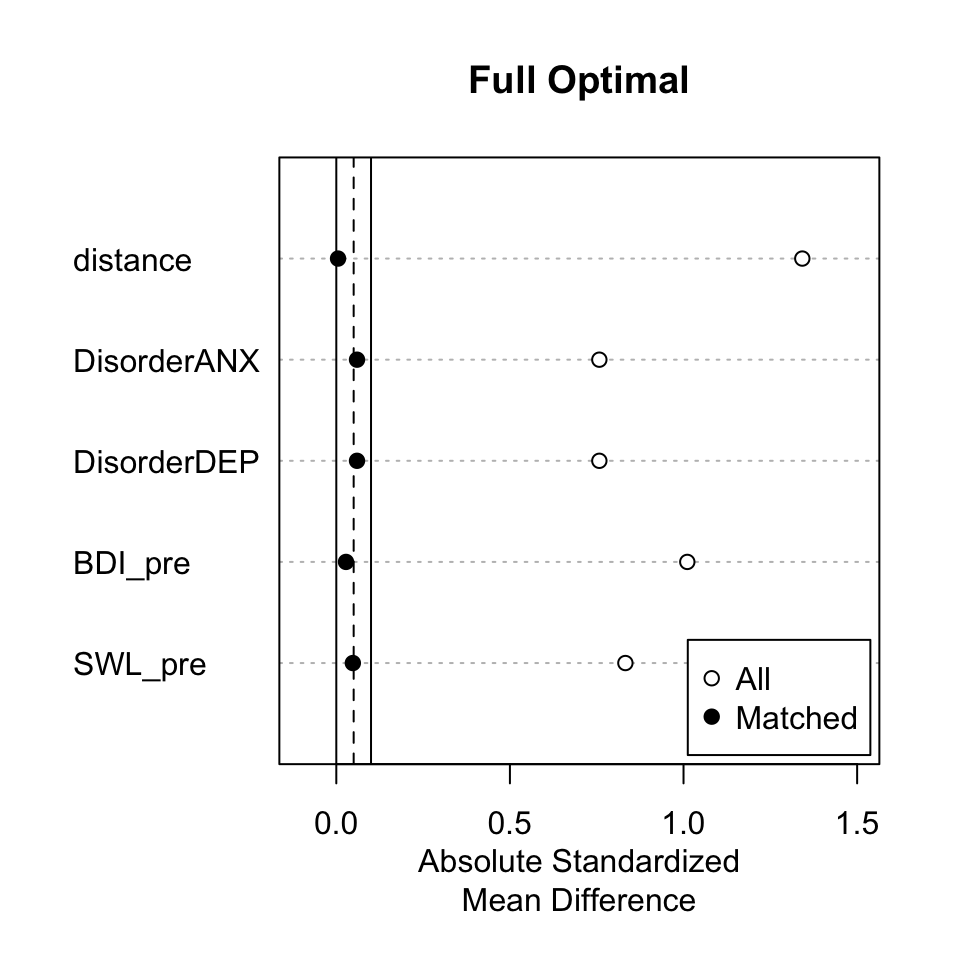 Full Optimal
distance
DisorderANX
DisorderDEP
BDI_pre
SWL_pre
All
Matched
0.0 0.5 1.0 1.5
Absolute Standardized
Mean Difference